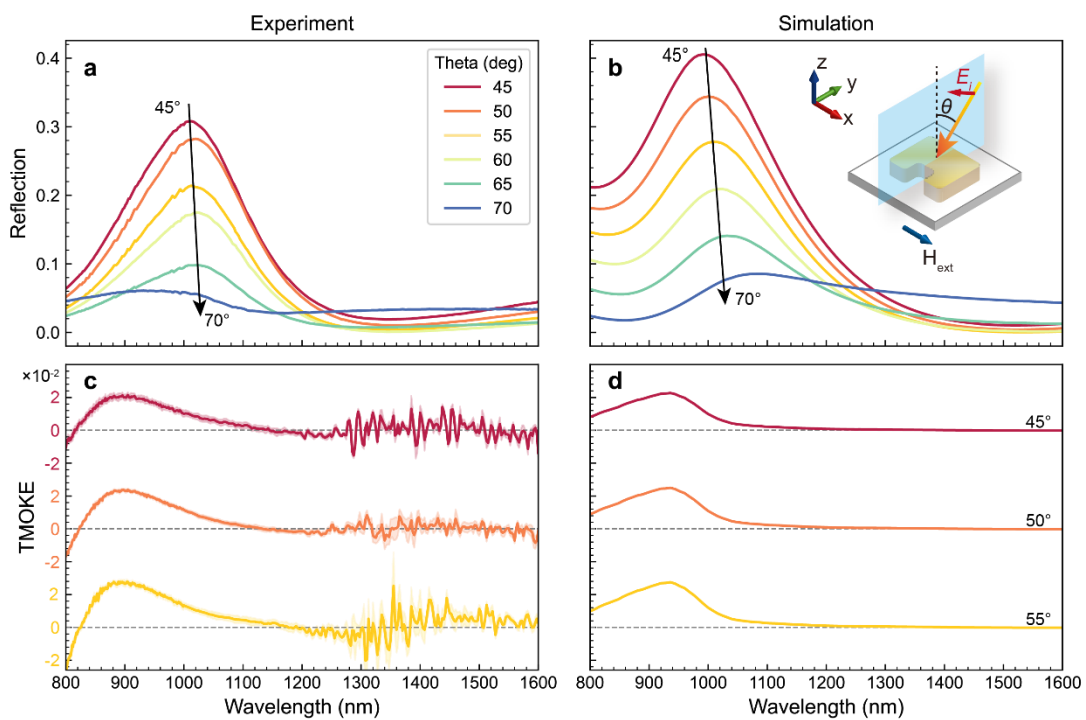 Experiment
Simulation
a
45°
70°
Theta (deg)
45
50
55
60
65
70
0.4
0.3
0.2
0.1
0.0
Reflection
b
45°
70°
z
y
x
E_i
θ
H_ext
c
×10⁻²
2
0
-2
2
0
-2
2
0
-2
TMOKE
800 900 1000 1100 1200 1300 1400 1500 1600
Wavelength (nm)
d
45°
50°
55°
800 900 1000 1100 1200 1300 1400 1500 1600
Wavelength (nm)